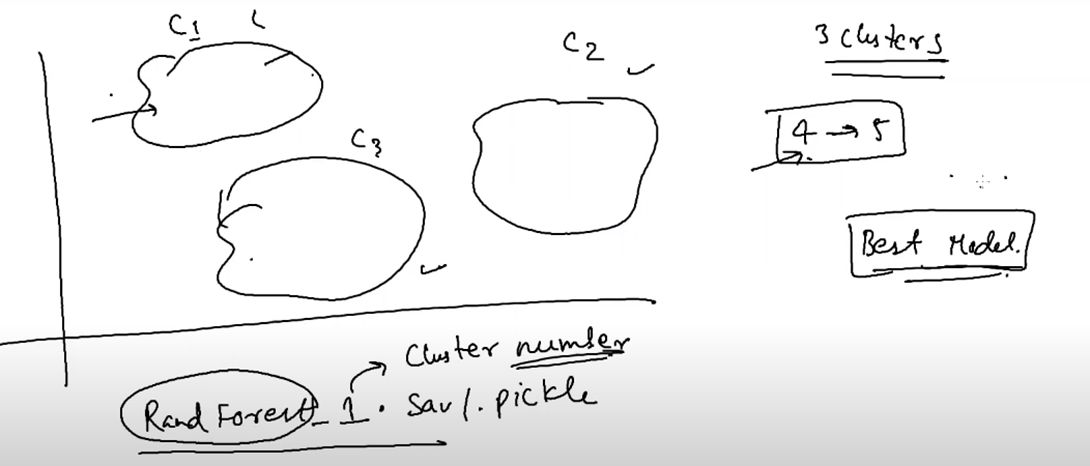 C1
C2
3 Clusters
C3
4 → 5
Best Model.
Cluster number
Rand Forest_1. sav/. pickle